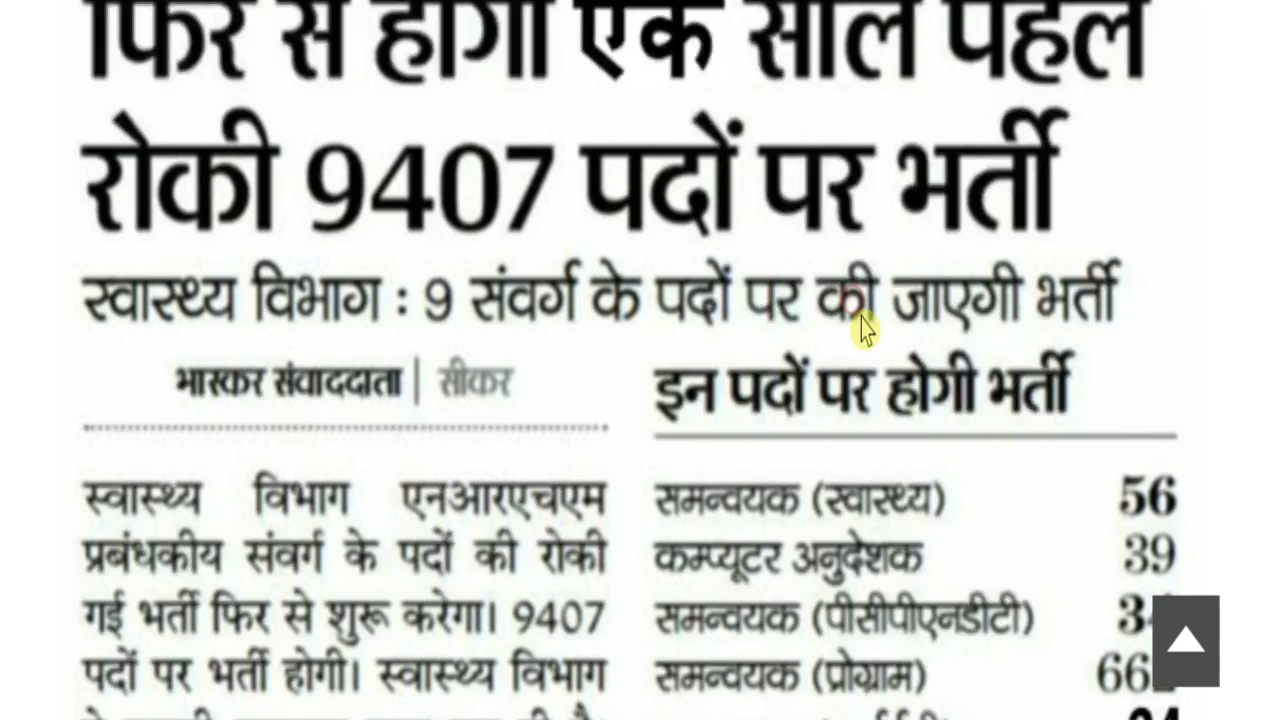 फिर से होगी एक साल पहले
रोकी 9407 पदों पर भर्ती
स्वास्थ्य विभाग : 9 संवर्ग के पदों पर की जाएगी भर्ती
भास्कर संवाददाता | सीकर
स्वास्थ्य विभाग एनआरएचएम
प्रबंधकीय संवर्ग के पदों की रोकी
गई भर्ती फिर से शुरू करेगा। 9407
पदों पर भर्ती होगी। स्वास्थ्य विभाग
इन पदों पर होगी भर्ती
समन्वयक (स्वास्थ्य) 56
कम्प्यूटर अनुदेशक 39
समन्वयक (पीसीपीएनडीटी)
समन्वयक (प्रोग्राम)